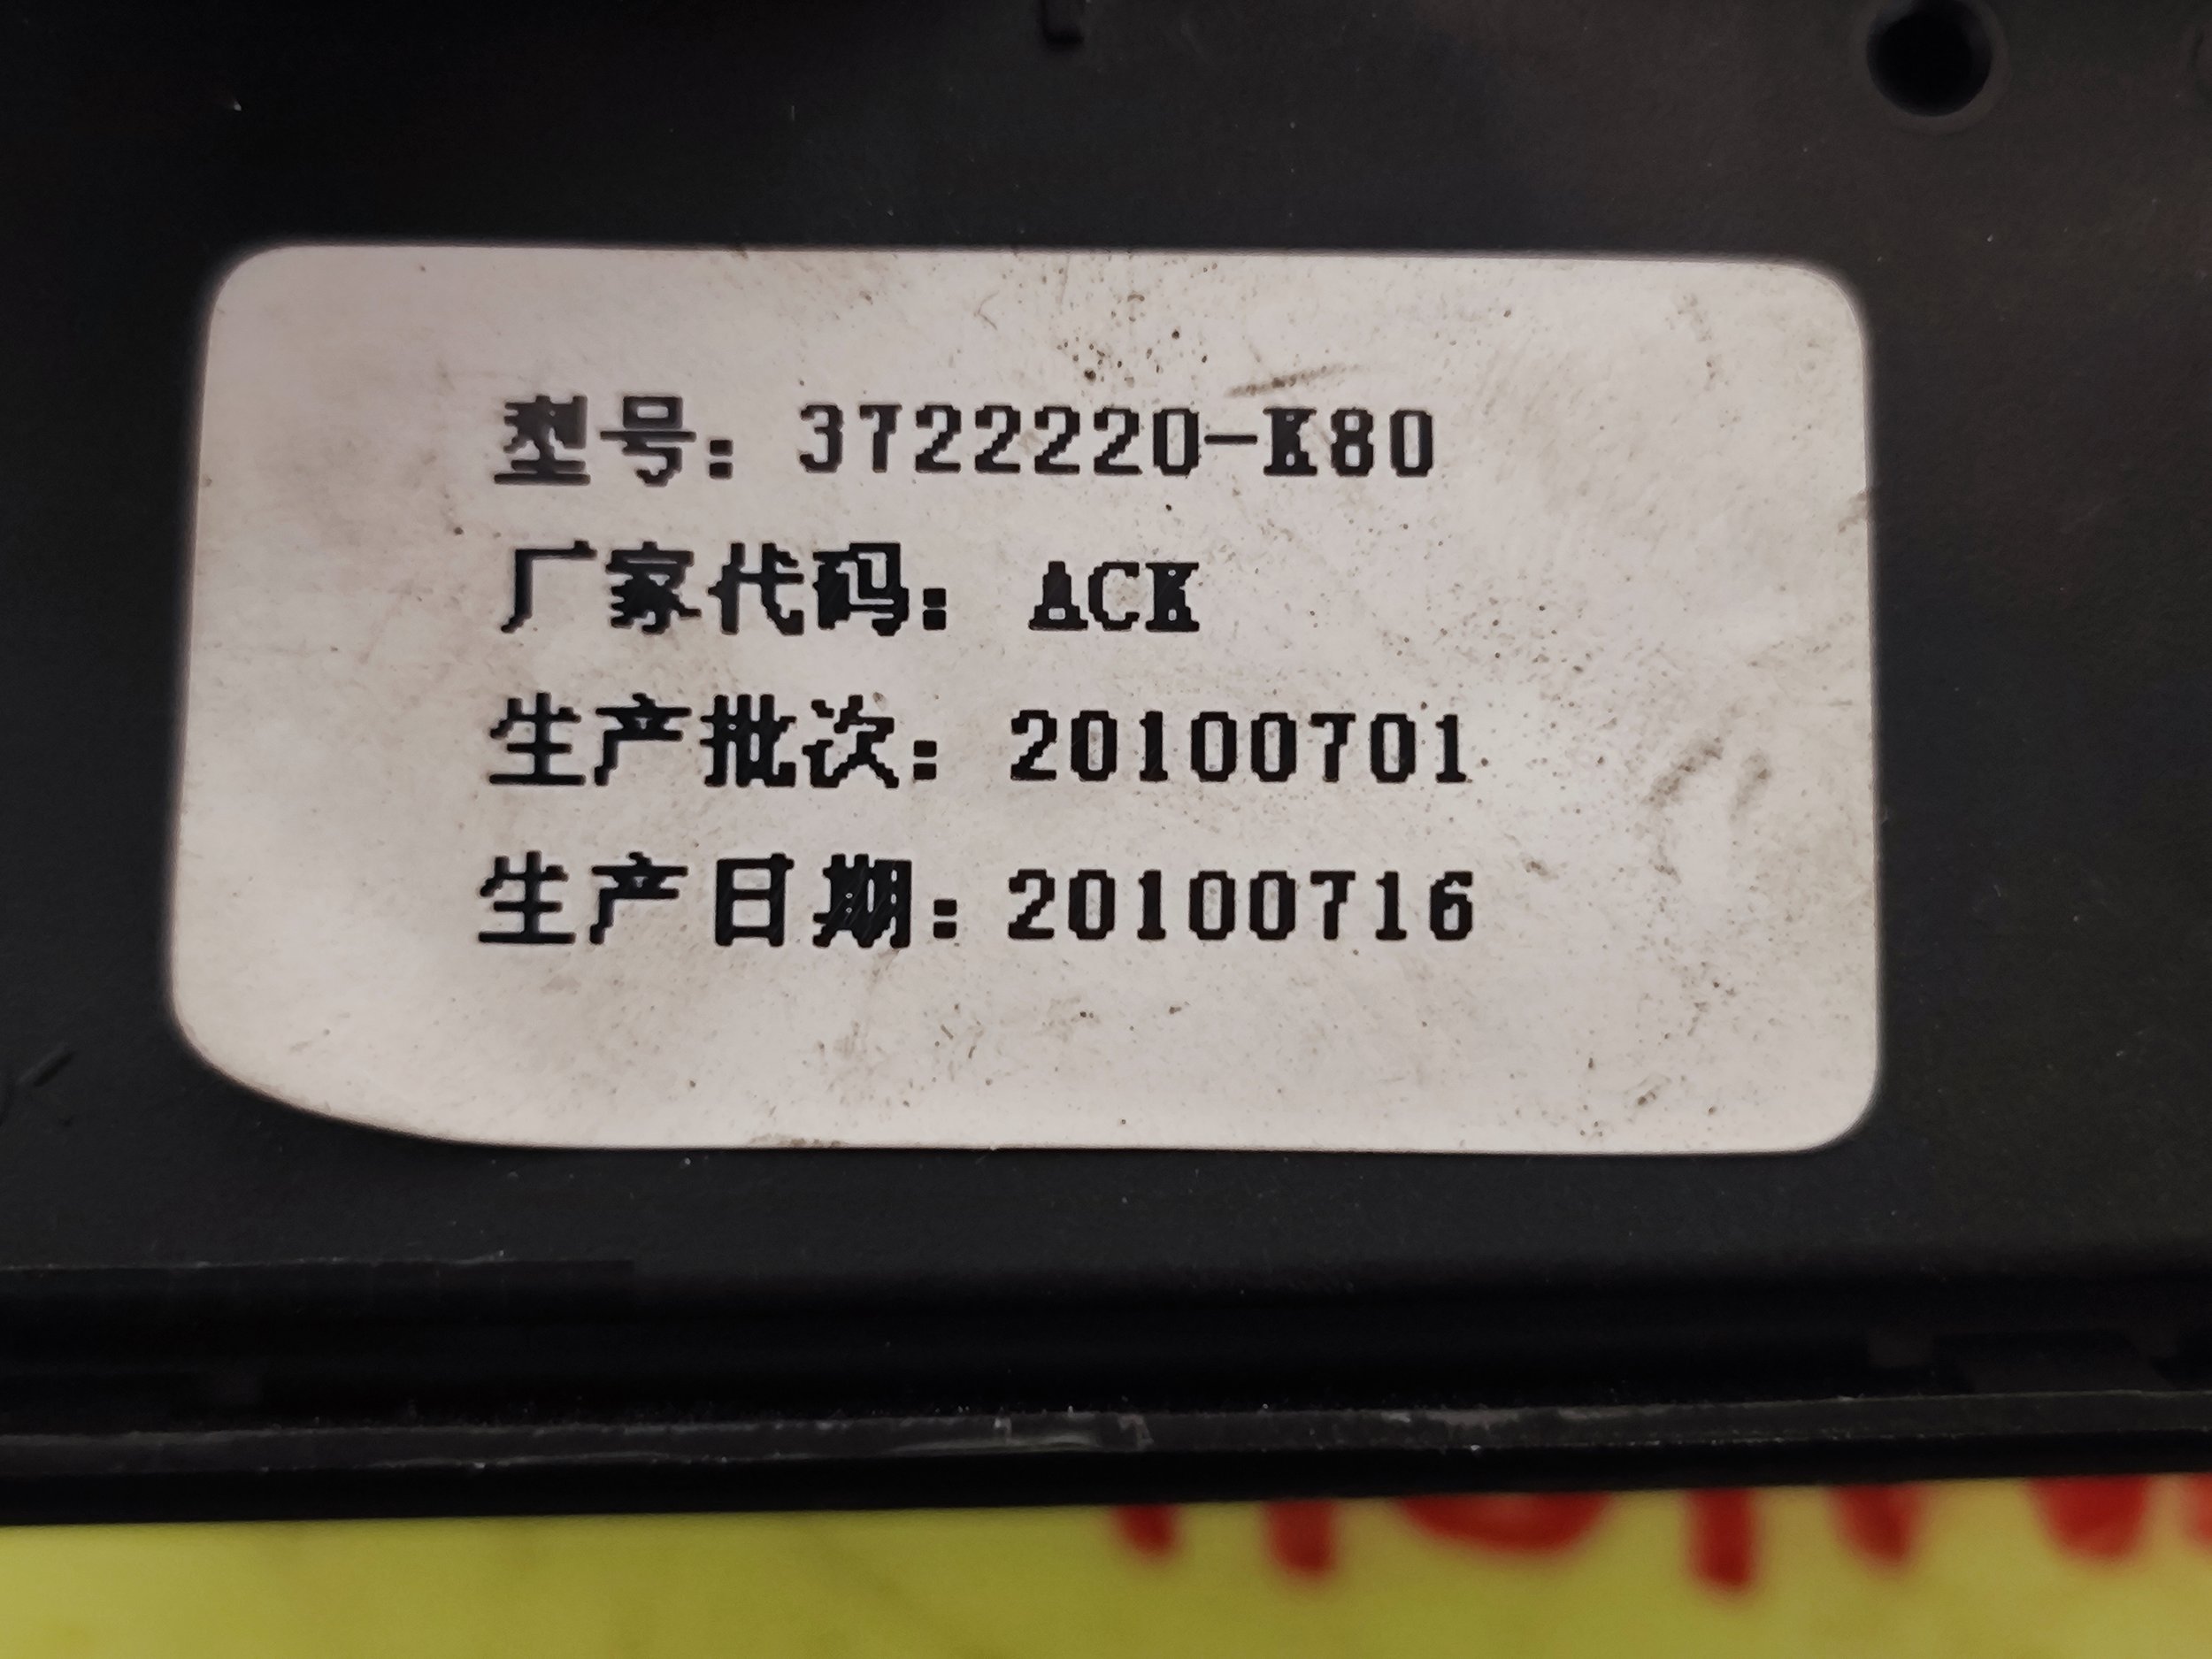 型号: 3722220-K80
厂家代码: ACK
生产批次: 20100701
生产日期: 20100716